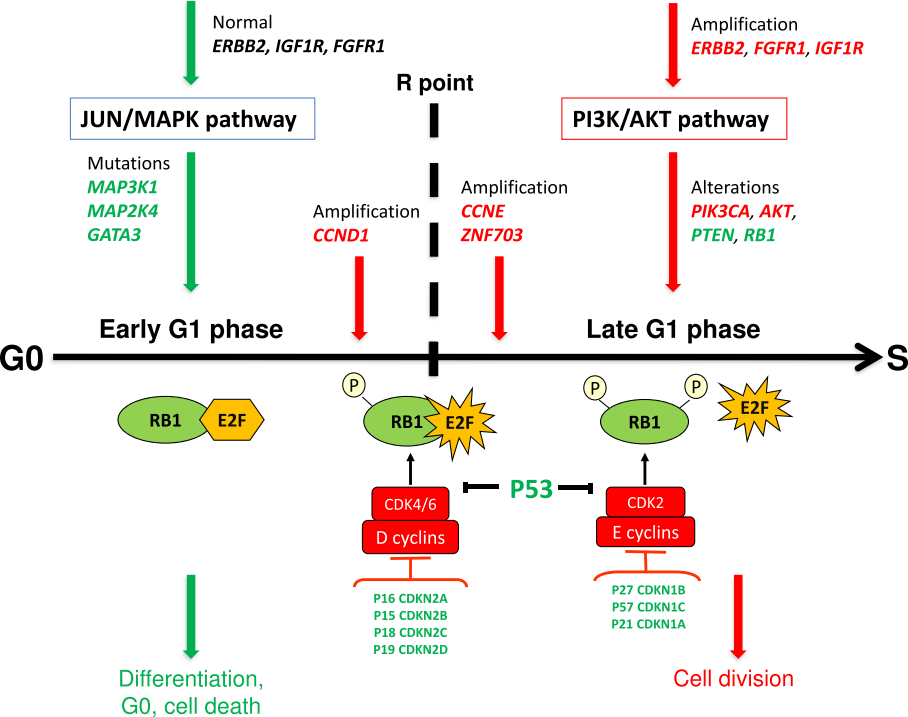 Normal
ERBB2, IGF1R, FGFR1
Amplification
ERBB2, FGFR1, IGF1R
R point
JUN/MAPK pathway
PI3K/AKT pathway
Mutations
MAP3K1
MAP2K4
GATA3
Amplification
CCND1
Amplification
CCNE
ZNF703
Alterations
PIK3CA, AKT,
PTEN, RB1
Early G1 phase
Late G1 phase
G0
S
RB1
E2F
P
RB1
E2F
P
P
RB1
E2F
CDK4/6
D cyclins
P53
CDK2
E cyclins
P16 CDKN2A
P15 CDKN2B
P18 CDKN2C
P19 CDKN2D
P27 CDKN1B
P57 CDKN1C
P21 CDKN1A
Differentiation,
G0, cell death
Cell division